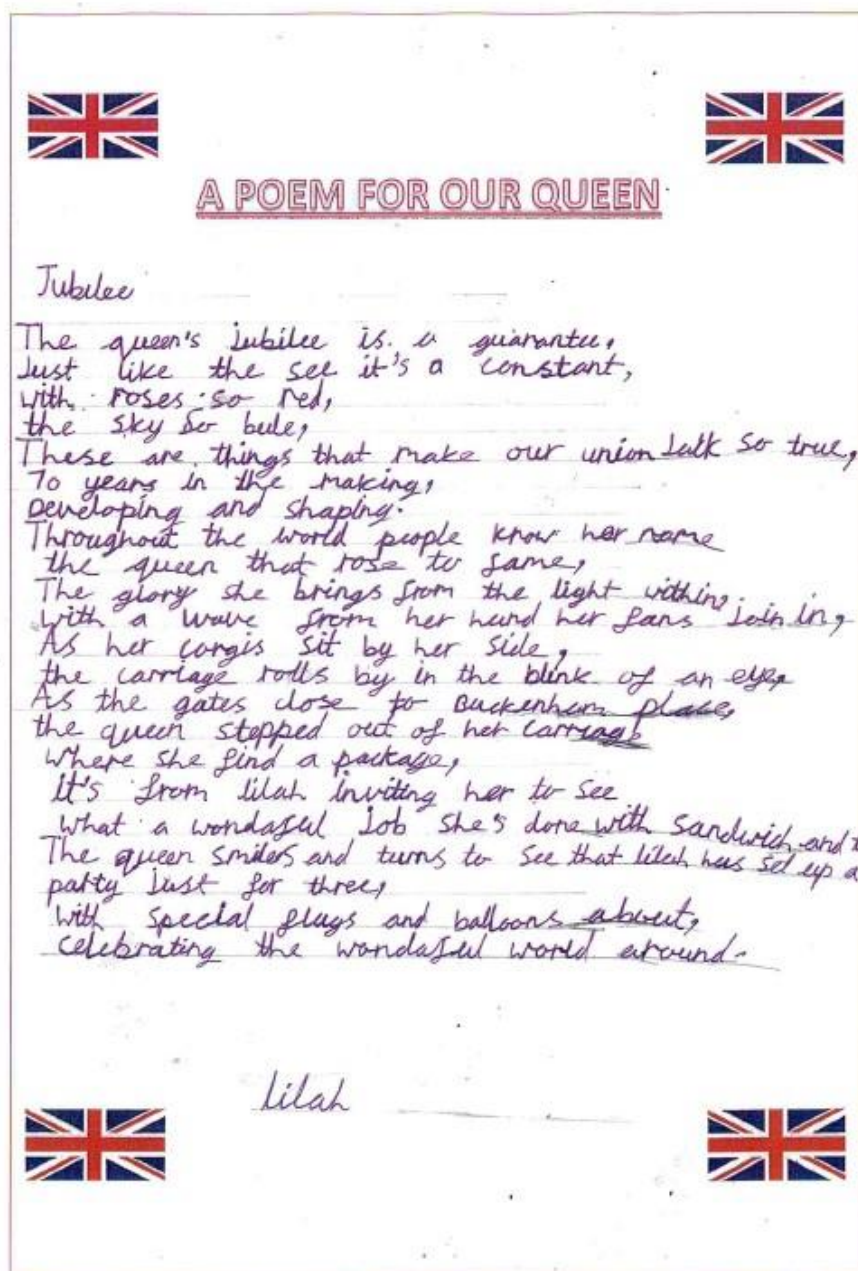 A POEM FOR OUR QUEEN
Jubilee
The queen's jubilee is a guarantee,
Just like the see it's a constant,
with roses so red,
the sky so bule,
These are things that make our union Jalk so true,
70 years in the making,
Developing and shaping.
Throughout the world people know her name
the queen that rose to fame,
The glory she brings from the light within,
with a wave from her hand her fans join in,
As her corgis sit by her side,
the carriage rolls by in the blink of an eye,
As the gates close to Buckenham place,
the queen stepped out of her carriage
where she find a package,
it's from lilah inviting her to see
what a wondaful Job she's done with sandwich and
The queen smiles and turns to see that lilah has set up a
party Just for three,
with special flags and balloons about,
celebrating the wondaful world around.
lilah